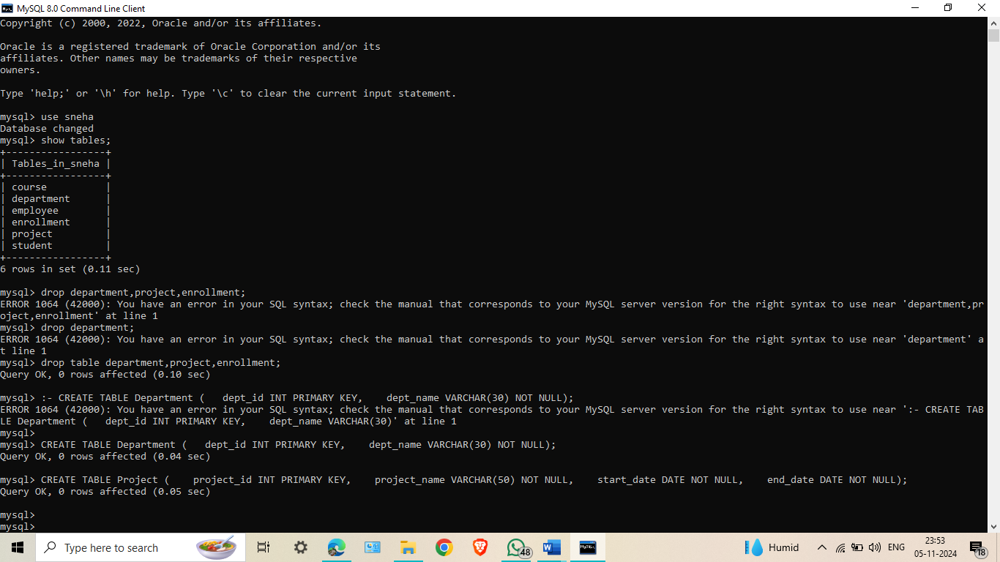 MySQL 8.0 Command Line Client
Copyright (c) 2000, 2022, Oracle and/or its affiliates.
Oracle is a registered trademark of Oracle Corporation and/or its
affiliates. Other names may be trademarks of their respective
owners.
Type 'help;' or '\h' for help. Type '\c' to clear the current input statement.
mysql> use sneha
Database changed
mysql> show tables;
+-----------------+
| Tables_in_sneha |
+-----------------+
| course          |
| department      |
| employee        |
| enrollment      |
| project         |
| student         |
+-----------------+
6 rows in set (0.11 sec)
mysql> drop department,project,enrollment;
ERROR 1064 (42000): You have an error in your SQL syntax; check the manual that corresponds to your MySQL server version for the right syntax to use near 'department,pr
oject,enrollment' at line 1
mysql> drop department;
ERROR 1064 (42000): You have an error in your SQL syntax; check the manual that corresponds to your MySQL server version for the right syntax to use near 'department' a
t line 1
mysql> drop table department,project,enrollment;
Query OK, 0 rows affected (0.10 sec)
mysql> :- CREATE TABLE Department (   dept_id INT PRIMARY KEY,    dept_name VARCHAR(30) NOT NULL);
ERROR 1064 (42000): You have an error in your SQL syntax; check the manual that corresponds to your MySQL server version for the right syntax to use near ':- CREATE TAB
LE Department (   dept_id INT PRIMARY KEY,    dept_name VARCHAR(30)' at line 1
mysql>
mysql> CREATE TABLE Department (   dept_id INT PRIMARY KEY,    dept_name VARCHAR(30) NOT NULL);
Query OK, 0 rows affected (0.04 sec)
mysql> CREATE TABLE Project (    project_id INT PRIMARY KEY,    project_name VARCHAR(50) NOT NULL,    start_date DATE NOT NULL,    end_date DATE NOT NULL);
Query OK, 0 rows affected (0.05 sec)
mysql>
mysql>
Type here to search
48
Humid
ENG
23:53
05-11-2024
18